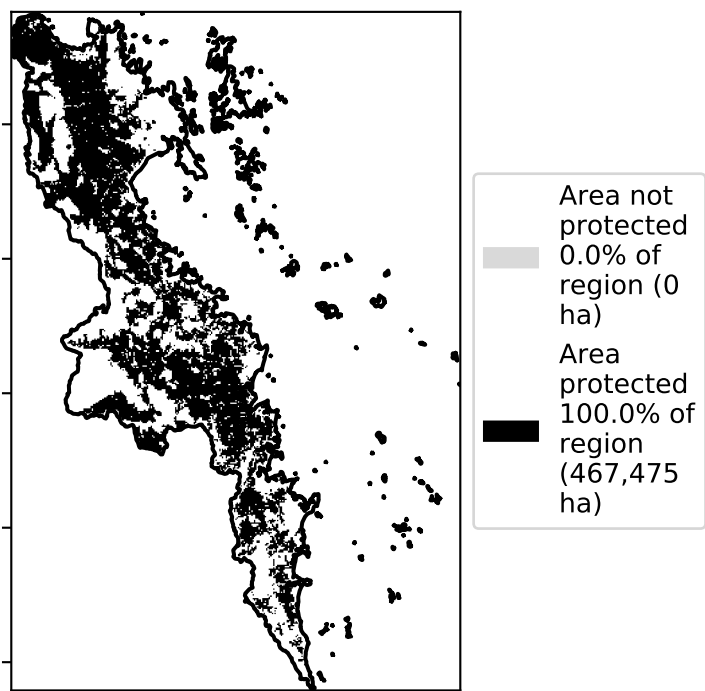 Area not
protected
0.0% of
region (0
ha)
Area
protected
100.0% of
region
(467,475
ha)